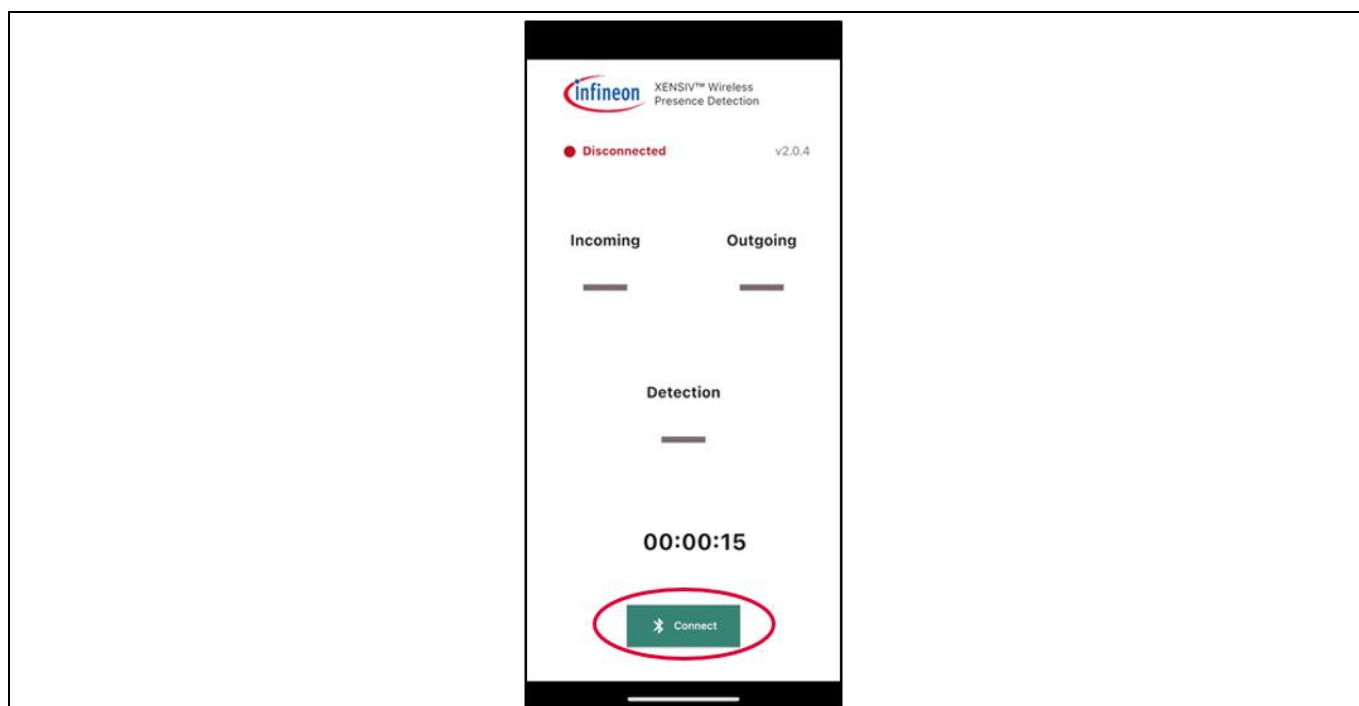 infineon
XENSIV™ Wireless
Presence Detection
Disconnected
v2.0.4
Incoming
Outgoing
Detection
00:00:15
Connect